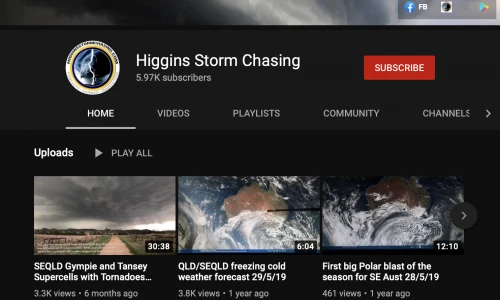 FB
Higgins Storm Chasing
5.97K subscribers
SUBSCRIBE
HOME VIDEOS PLAYLISTS COMMUNITY CHANNELS
Uploads PLAY ALL
30:38 6:04 12:10
SEQLD Gympie and Tansey QLD/SEQLD freezing cold First big Polar blast of the
Supercells with Tornadoes... weather forecast 29/5/19 season for SE Aust 28/5/19
3.3K views • 6 months ago 3.8K views • 1 year ago 461 views • 1 year ago